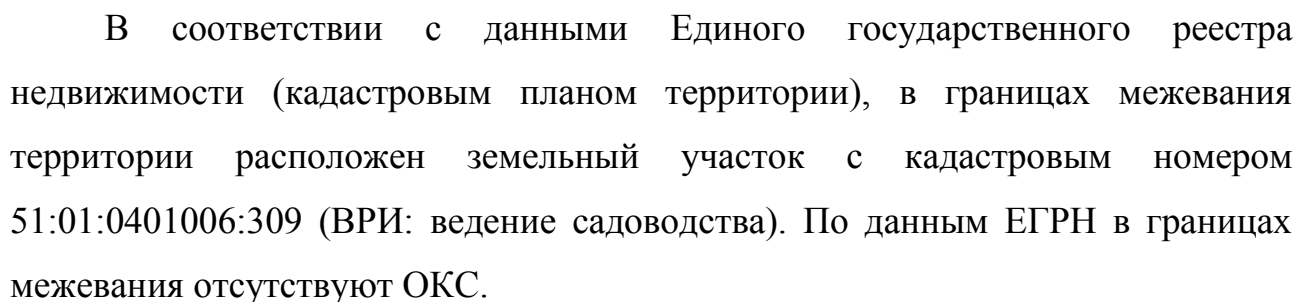 В соответствии с данными Единого государственного реестра
недвижимости (кадастровым планом территории), в границах межевания
территории расположен земельный участок с кадастровым номером
51:01:0401006:309 (ВРИ: ведение садоводства). По данным ЕГРН в границах
межевания отсутствуют ОКС.